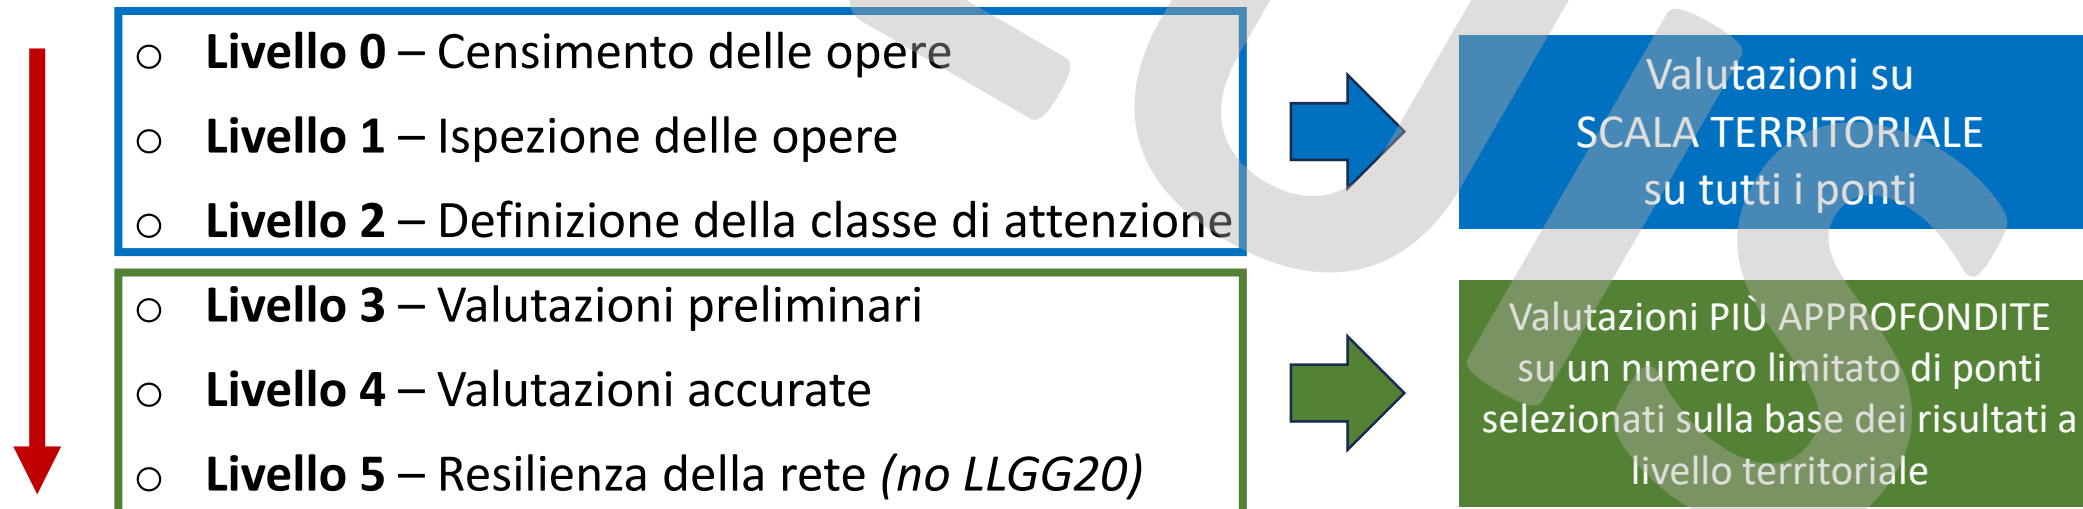 ○ Livello 0 – Censimento delle opere
○ Livello 1 – Ispezione delle opere
○ Livello 2 – Definizione della classe di attenzione
Valutazioni su
SCALA TERRITORIALE
su tutti i ponti
○ Livello 3 – Valutazioni preliminari
○ Livello 4 – Valutazioni accurate
○ Livello 5 – Resilienza della rete (no LLGG20)
Valutazioni PIÙ APPROFONDITE
su un numero limitato di ponti
selezionati sulla base dei risultati a
livello territoriale